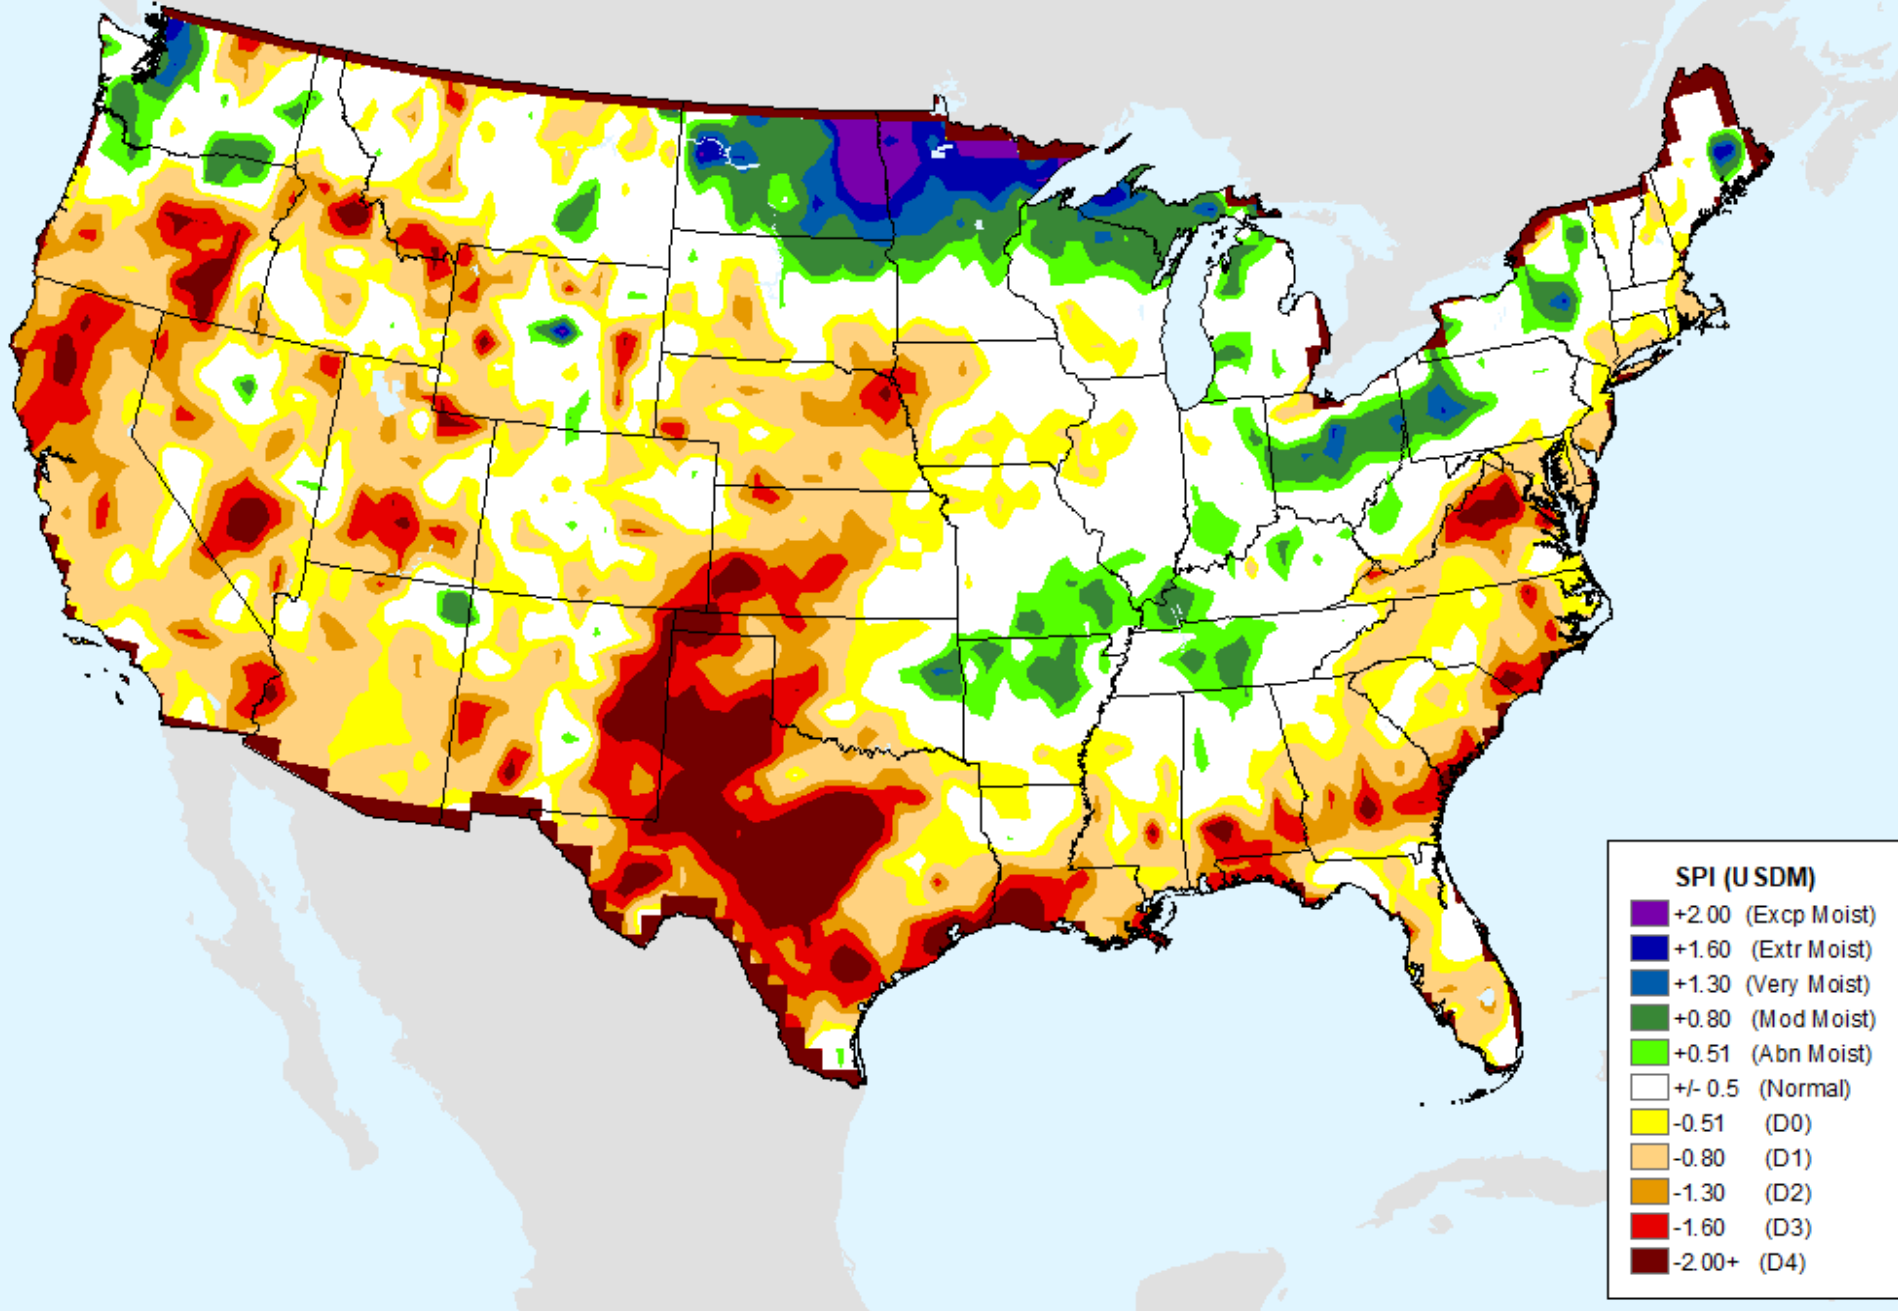 SPI (USDM)
+2.00 (Excp Moist)
+1.60 (Extr Moist)
+1.30 (Very Moist)
+0.80 (Mod Moist)
+0.51 (Abn Moist)
+/- 0.5 (Normal)
-0.51 (D0)
-0.80 (D1)
-1.30 (D2)
-1.60 (D3)
-2.00+ (D4)